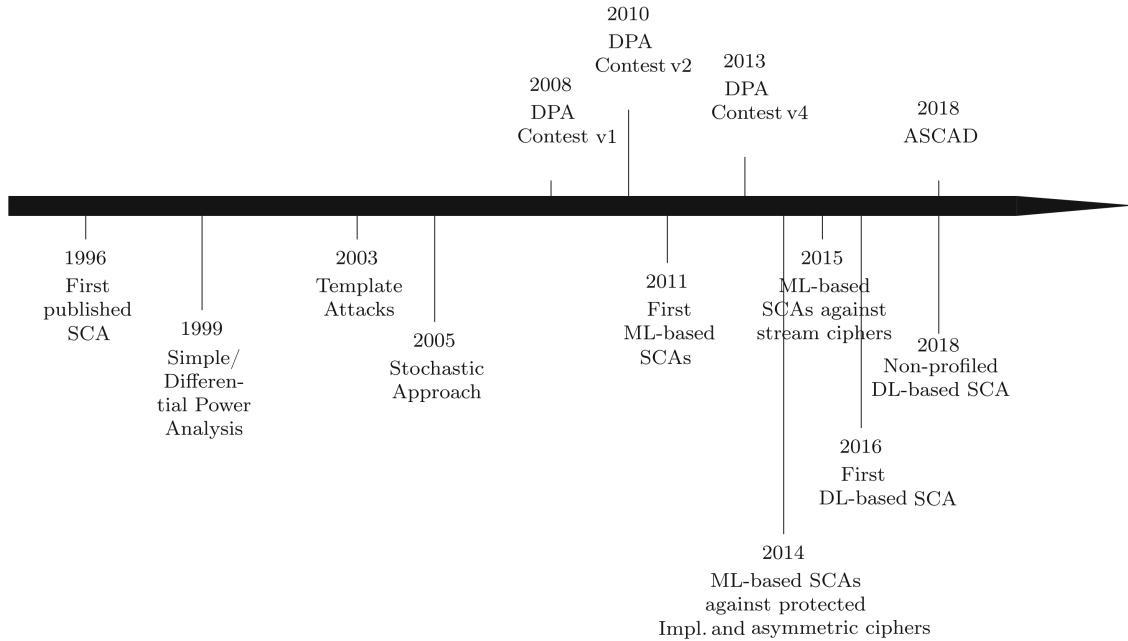 2010
DPA
Contest v2
2013
DPA
Contest v4
2008
DPA
Contest v1
2018
ASCAD
1996
First
published
SCA
1999
Simple/
Differen-
tial Power
Analysis
2003
Template
Attacks
2005
Stochastic
Approach
2011
First
ML-based
SCAs
2015
ML-based
SCAs against
stream ciphers
2018
Non-profiled
DL-based SCA
2016
First
DL-based SCA
2014
ML-based SCAs
against protected
Impl. and asymmetric ciphers